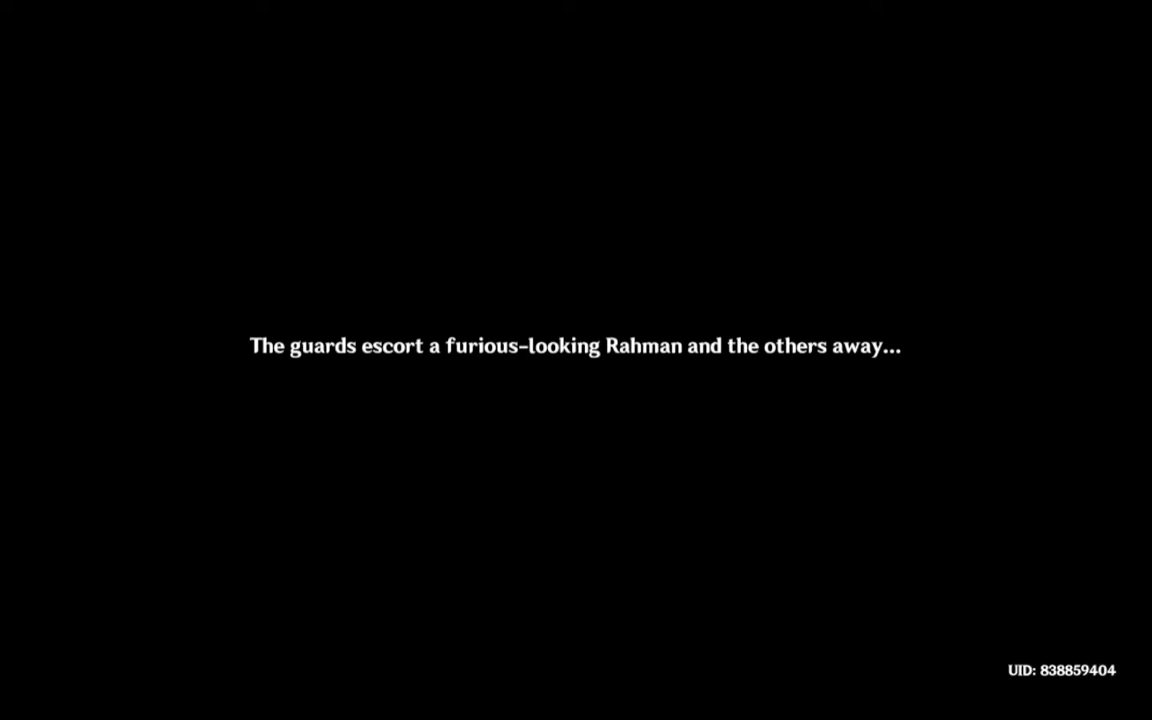 The guards escort a furious-looking Rahman and the others away...
UID: 838859404